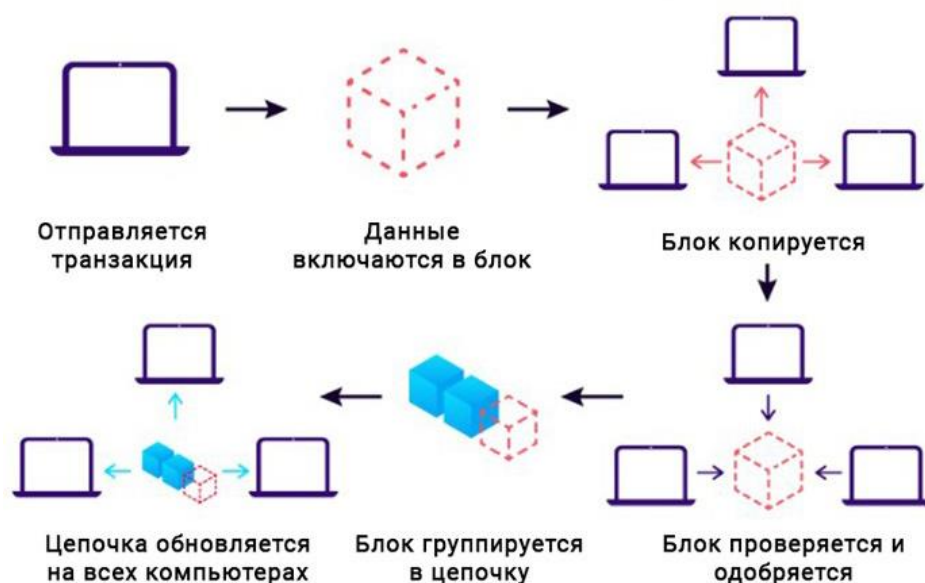 Отправляется
транзакция
Данные
включаются в блок
Блок копируется
Цепочка обновляется
на всех компьютерах
Блок группируется
в цепочку
Блок проверяется и
одобряется